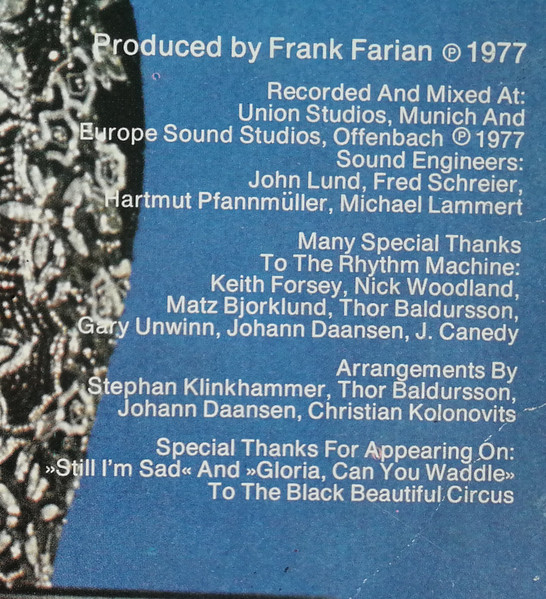 Produced by Frank Farian ℗ 1977
Recorded And Mixed At:
Union Studios, Munich And
Europe Sound Studios, Offenbach ℗ 1977
Sound Engineers:
John Lund, Fred Schreier,
Hartmut Pfannmüller, Michael Lammert
Many Special Thanks
To The Rhythm Machine:
Keith Forsey, Nick Woodland,
Matz Bjorklund, Thor Baldursson,
Gary Unwinn, Johann Daansen, J. Canedy
Arrangements By
Stephan Klinkhammer, Thor Baldursson,
Johann Daansen, Christian Kolonovits
Special Thanks For Appearing On:
»Still I'm Sad« And »Gloria, Can You Waddle»
To The Black Beautiful Circus